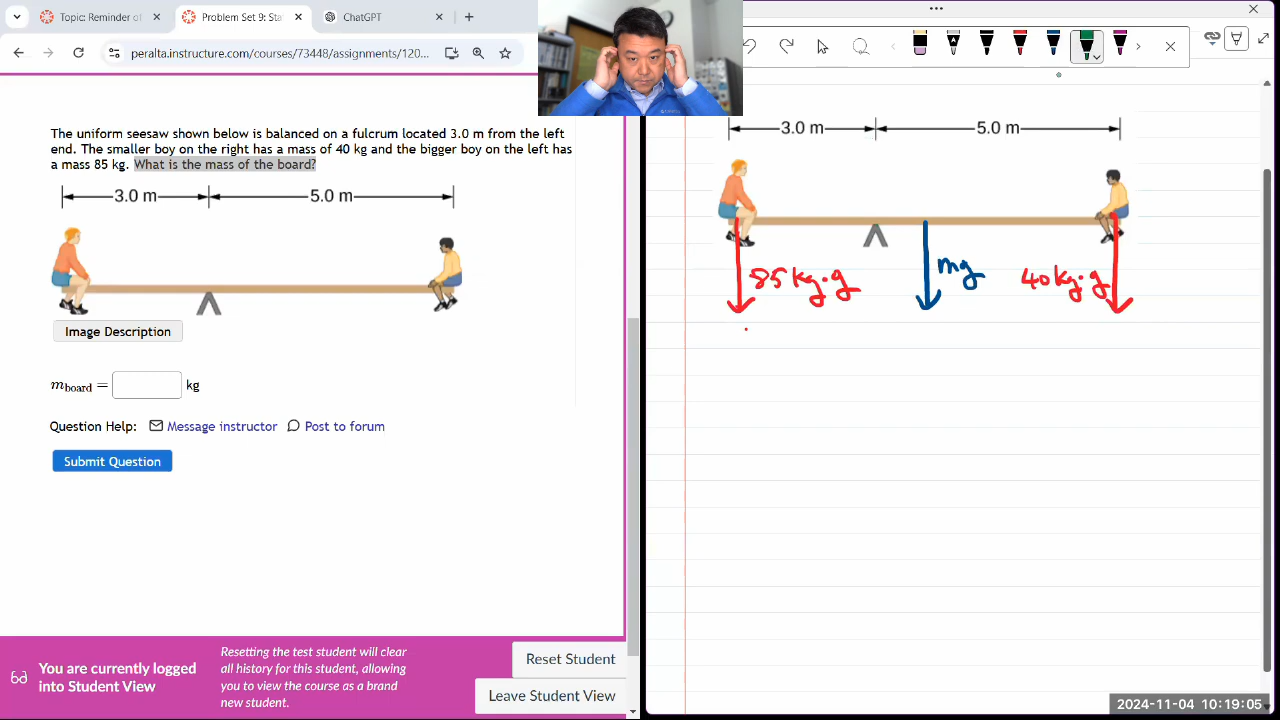 Topic: Reminder of
Problem Set 9: Sta
ChatGPT
peralta.instructure.com/courses/73448/assignments/12...
The uniform seesaw shown below is balanced on a fulcrum located 3.0 m from the left
end. The smaller boy on the right has a mass of 40 kg and the bigger boy on the left has
a mass 85 kg. What is the mass of the board?
3.0 m
5.0 m
Image Description
mboard =
kg
Question Help:
Message instructor
Post to forum
Submit Question
You are currently logged
into Student View
Resetting the test student will clear
all history for this student, allowing
you to view the course as a brand
new student.
Reset Student
Leave Student View
3.0 m
5.0 m
85 kg·g
mg
40 kg·g
2024-11-04 10:19:05